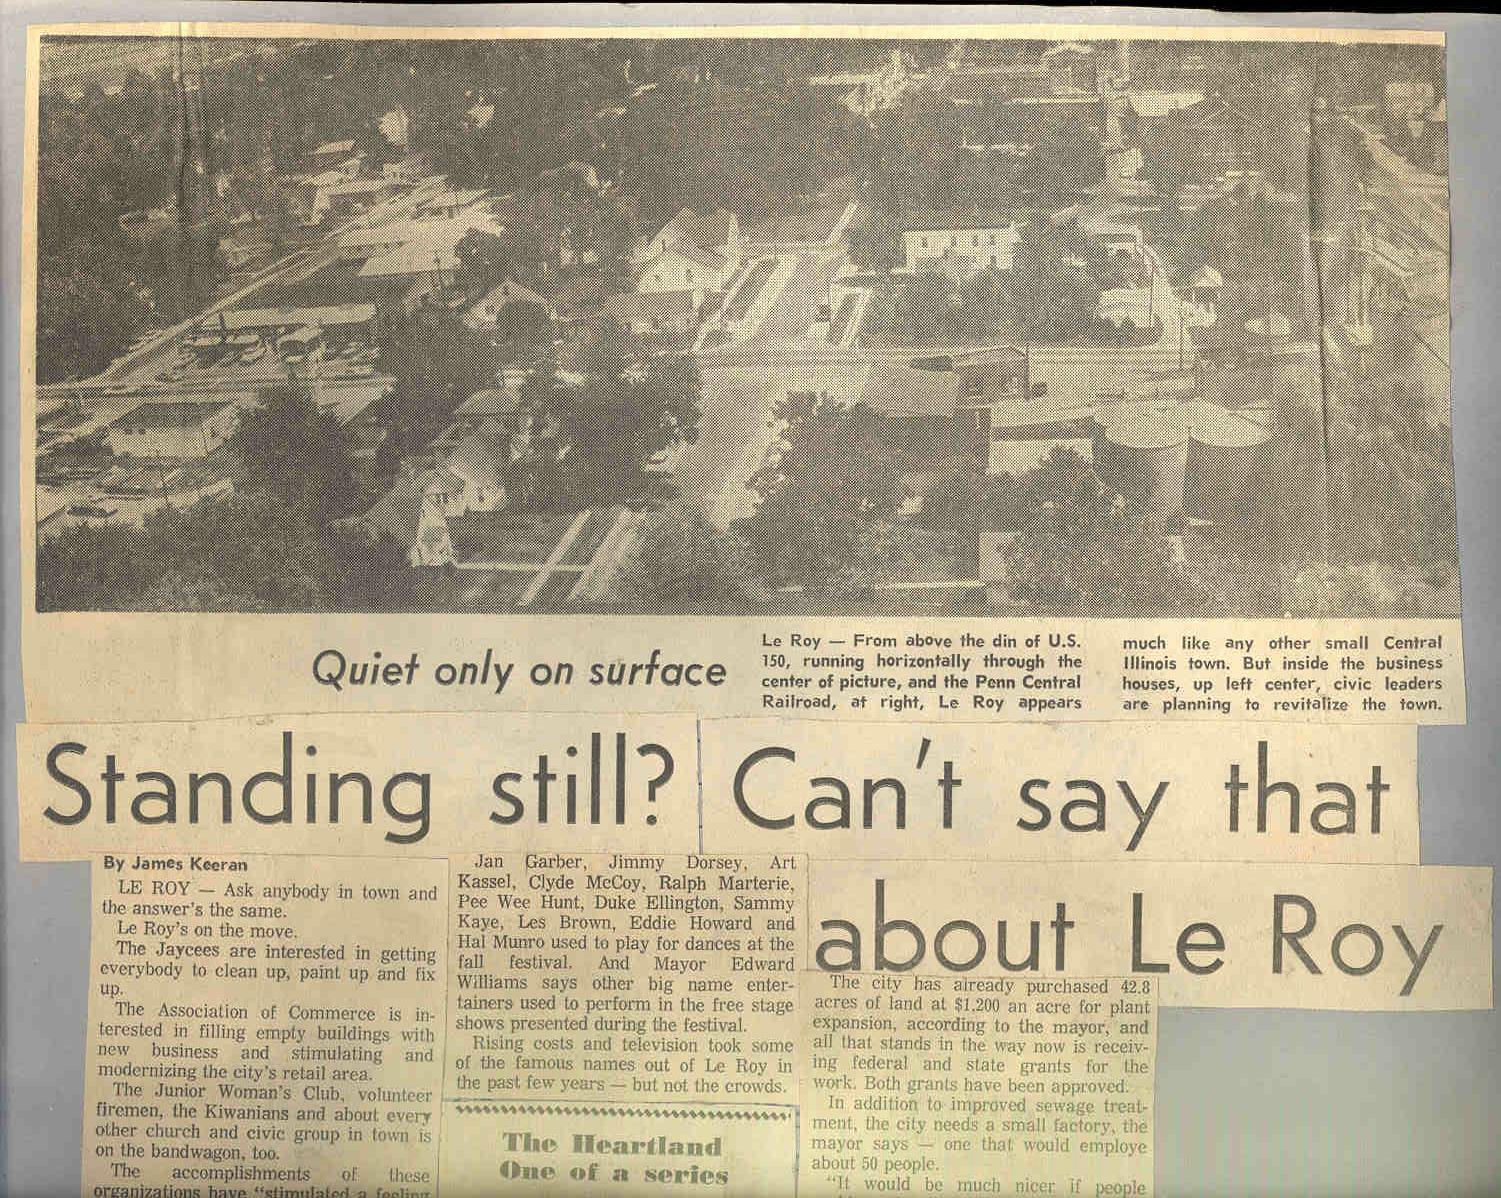 Quiet only on surface
Le Roy — From above the din of U.S.
150, running horizontally through the
center of picture, and the Penn Central
Railroad, at right, Le Roy appears
much like any other small Central
Illinois town. But inside the business
houses, up left center, civic leaders
are planning to revitalize the town.
Standing still? Can't say that
about Le Roy
By James Keeran
LE ROY — Ask anybody in town and
the answer's the same.
Le Roy's on the move.
The Jaycees are interested in getting
everybody to clean up, paint up and fix
up.
The Association of Commerce is in-
terested in filling empty buildings with
new business and stimulating and
modernizing the city's retail area.
The Junior Woman's Club, volunteer
firemen, the Kiwanians and about every
other church and civic group in town is
on the bandwagon, too.
The accomplishments of these
organizations have "stimulated a feeling
Jan Garber, Jimmy Dorsey, Art
Kassel, Clyde McCoy, Ralph Marterie,
Pee Wee Hunt, Duke Ellington, Sammy
Kaye, Les Brown, Eddie Howard and
Hal Munro used to play for dances at the
fall festival. And Mayor Edward
Williams says other big name enter-
tainers used to perform in the free stage
shows presented during the festival.
Rising costs and television took some
of the famous names out of Le Roy in
the past few years — but not the crowds.
The Heartland
One of a series
The city has already purchased 42.8
acres of land at $1,200 an acre for plant
expansion, according to the mayor, and
all that stands in the way now is receiv-
ing federal and state grants for the
work. Both grants have been approved.
In addition to improved sewage treat-
ment, the city needs a small factory, the
mayor says — one that would employe
about 50 people.
"It would be much nicer if people